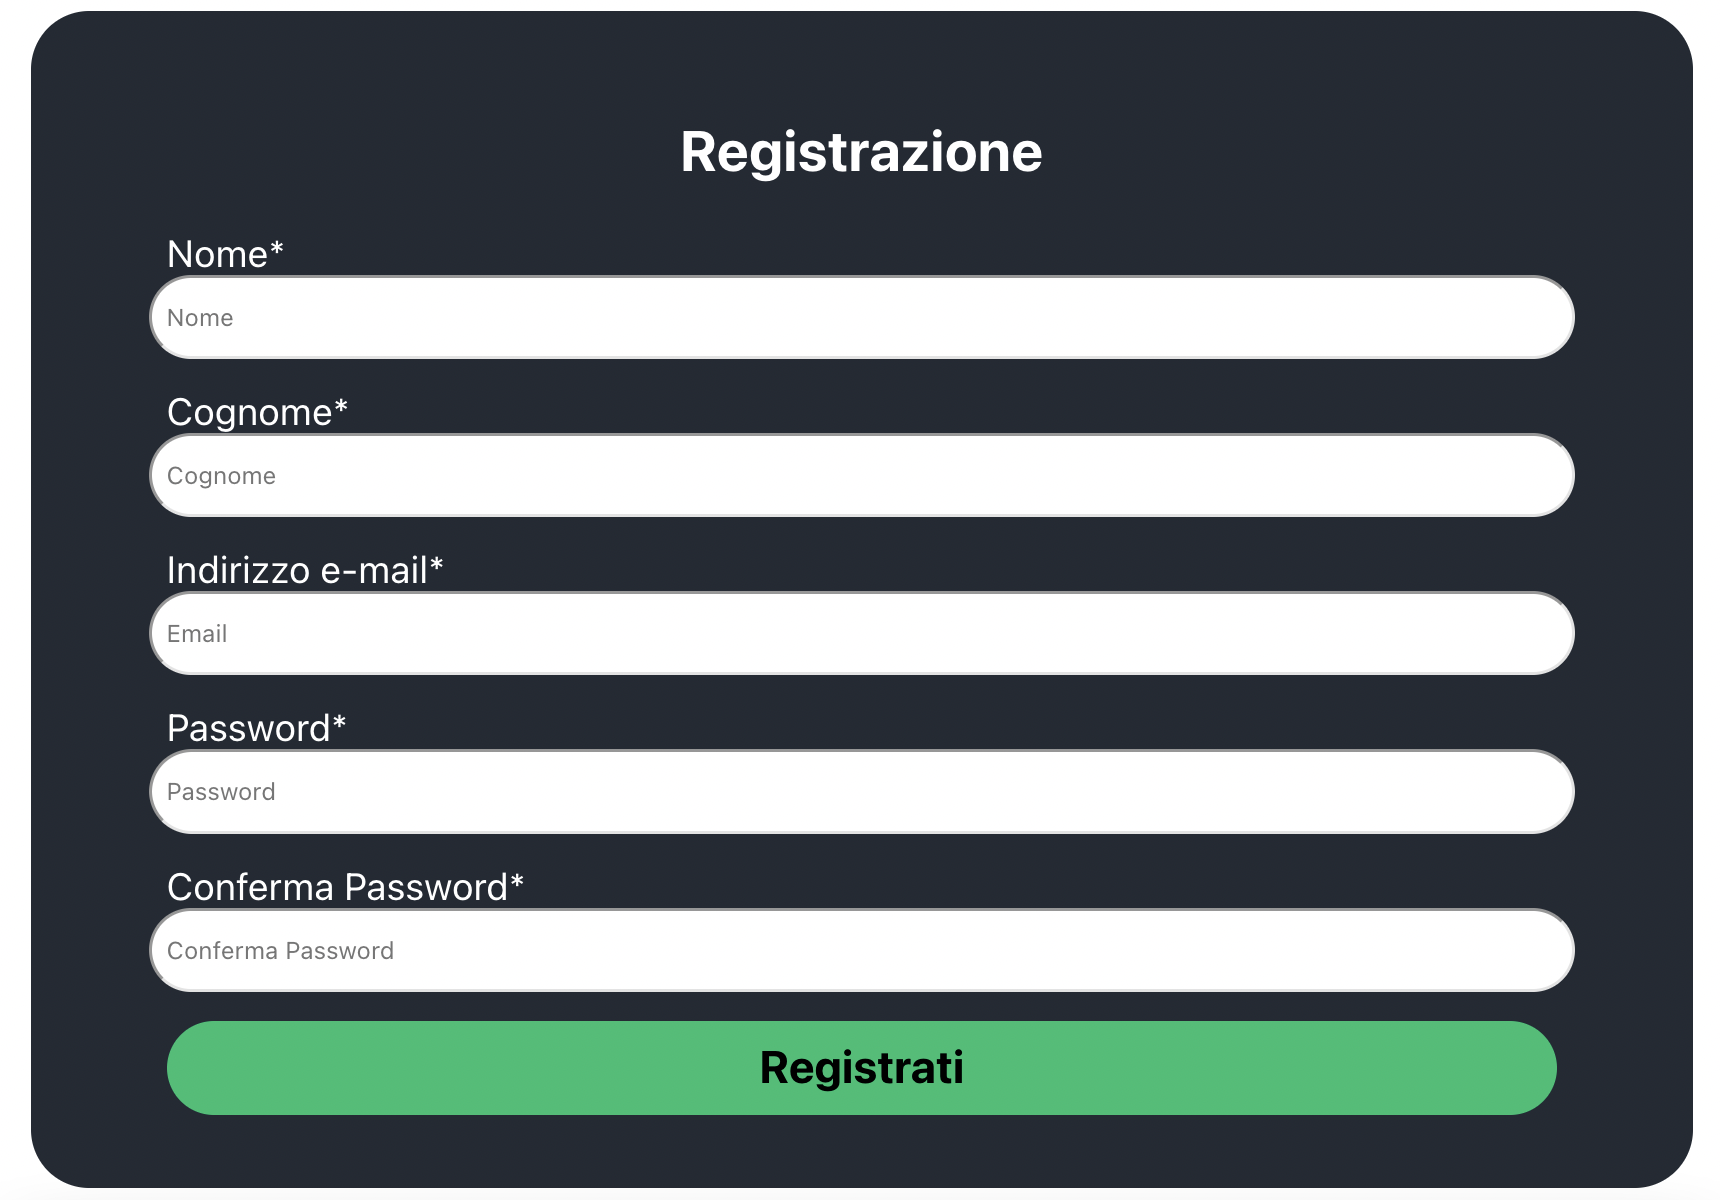 Registrazione
Nome*
Nome
Cognome*
Cognome
Indirizzo e-mail*
Email
Password*
Password
Conferma Password*
Conferma Password
Registrati